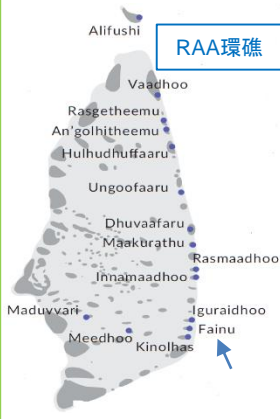 Alifushi
RAA環礁
Vaadhoo
Rasgetheemu
An'golhitheemu
Hulhudhuffaaru
Ungoofaaru
Dhuvaafaru
Maakurathu
Rasmaadhoo
Innamaadhoo
Maduvvari
Iguraidhoo
Fainu
Meedhoo
Kinolhas